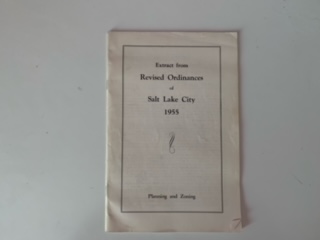 Extract from
Revised Ordinances
of
Salt Lake City
1955
Planning and Zoning